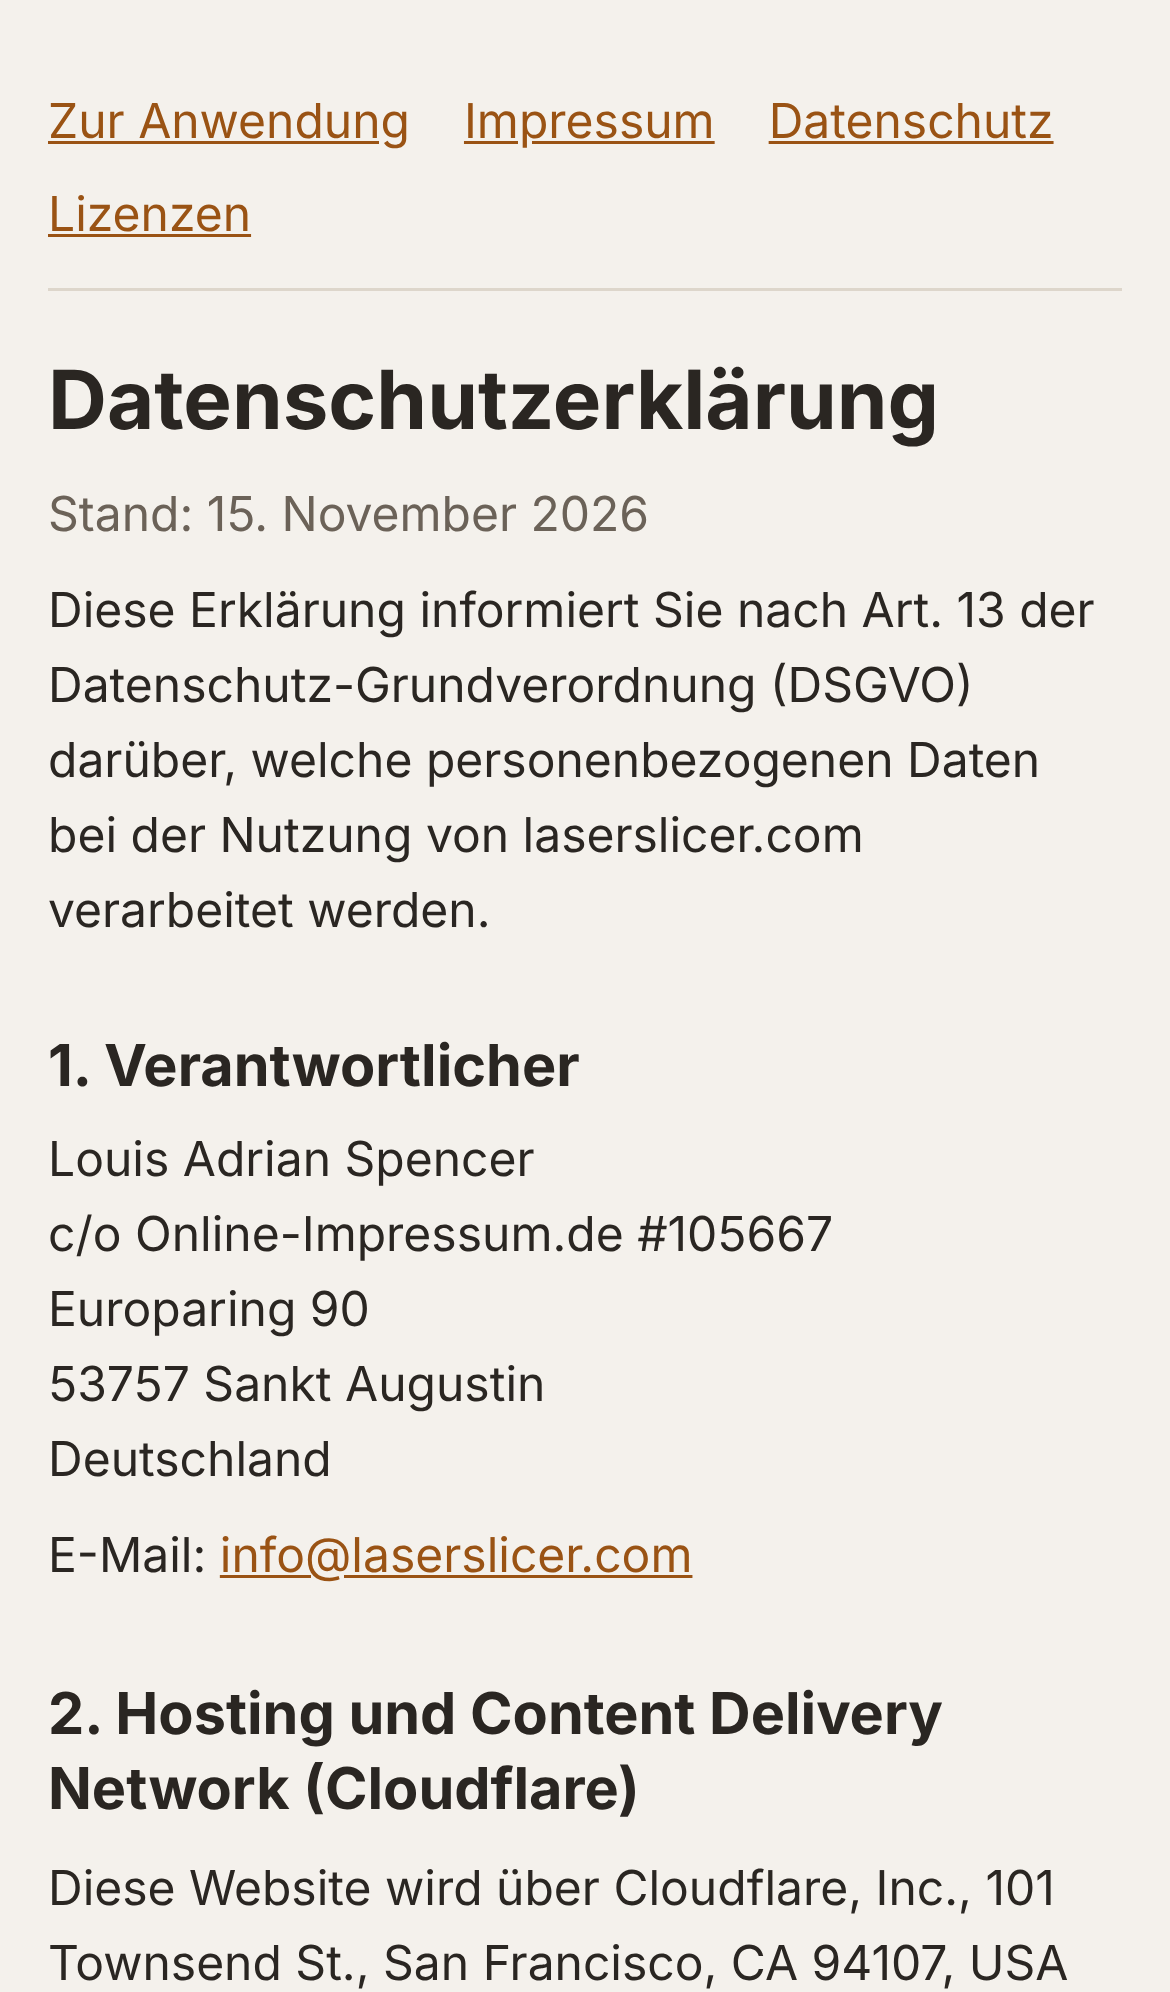 Zur Anwendung Impressum Datenschutz
Lizenzen
Datenschutzerklärung
Stand: 15. November 2026
Diese Erklärung informiert Sie nach Art. 13 der
Datenschutz-Grundverordnung (DSGVO)
darüber, welche personenbezogenen Daten
bei der Nutzung von laserslicer.com
verarbeitet werden.
1. Verantwortlicher
Louis Adrian Spencer
c/o Online-Impressum.de #105667
Europaring 90
53757 Sankt Augustin
Deutschland
E-Mail: info@laserslicer.com
2. Hosting und Content Delivery
Network (Cloudflare)
Diese Website wird über Cloudflare, Inc., 101
Townsend St., San Francisco, CA 94107, USA